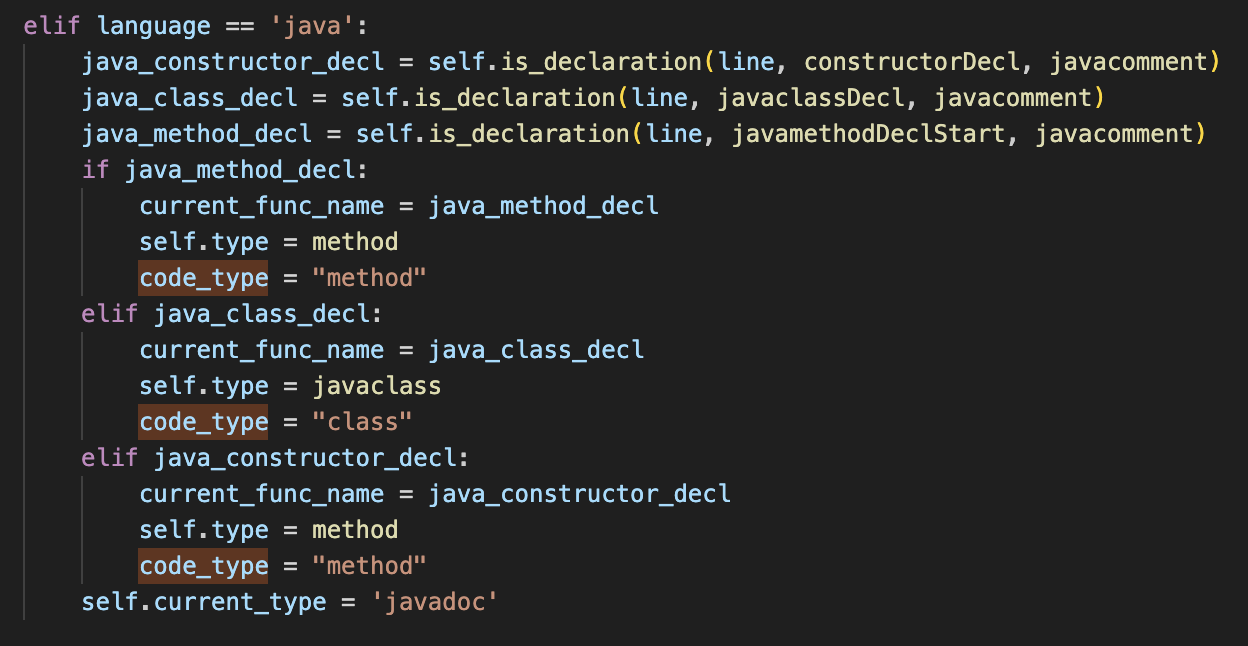 elif language == 'java':
    java_constructor_decl = self.is_declaration(line, constructorDecl, javacomment)
    java_class_decl = self.is_declaration(line, javaclassDecl, javacomment)
    java_method_decl = self.is_declaration(line, javamethodDeclStart, javacomment)
    if java_method_decl:
        current_func_name = java_method_decl
        self.type = method
        code_type = "method"
    elif java_class_decl:
        current_func_name = java_class_decl
        self.type = javaclass
        code_type = "class"
    elif java_constructor_decl:
        current_func_name = java_constructor_decl
        self.type = method
        code_type = "method"
    self.current_type = 'javadoc'